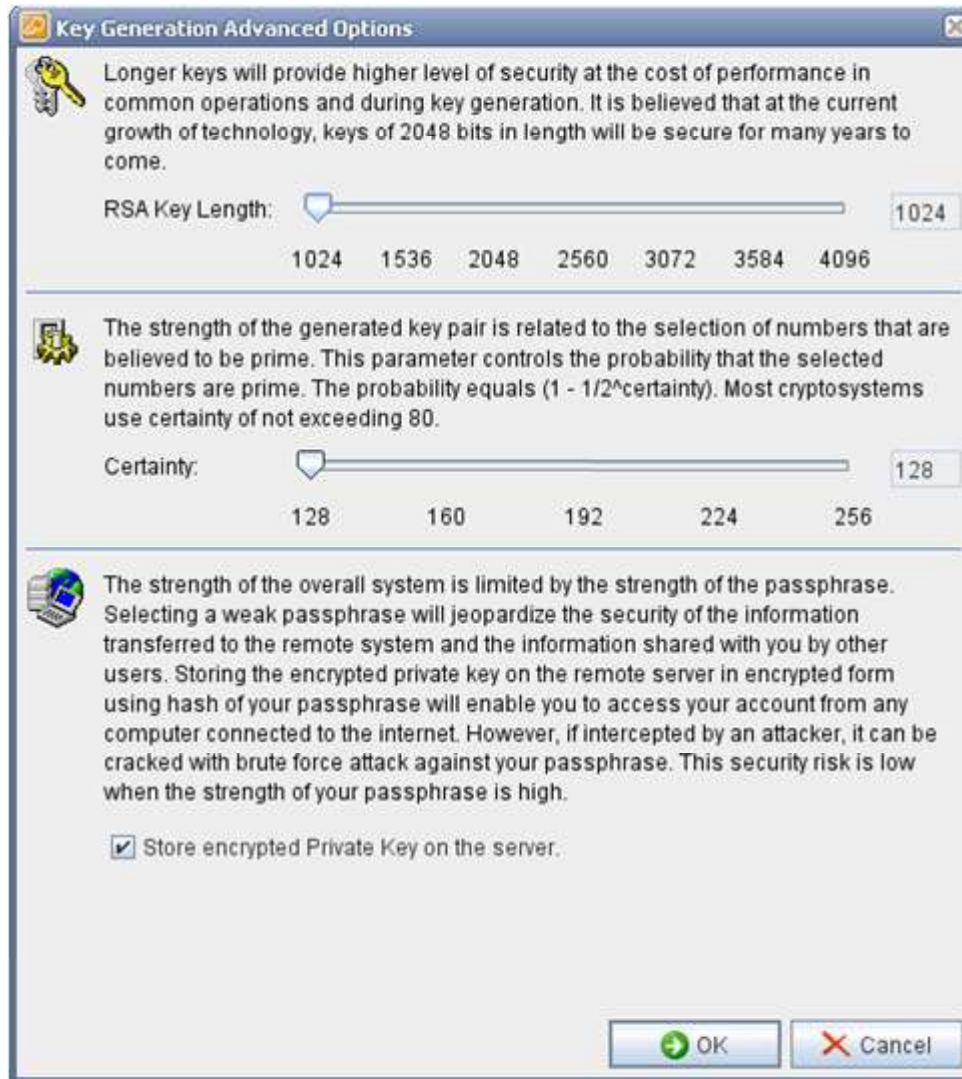 Key Generation Advanced Options
Longer keys will provide higher level of security at the cost of performance in
common operations and during key generation. It is believed that at the current
growth of technology, keys of 2048 bits in length will be secure for many years to
come.
RSA Key Length: 1024
1024 1536 2048 2560 3072 3584 4096
The strength of the generated key pair is related to the selection of numbers that are
believed to be prime. This parameter controls the probability that the selected
numbers are prime. The probability equals (1 - 1/2^certainty). Most cryptosystems
use certainty of not exceeding 80.
Certainty: 128
128 160 192 224 256
The strength of the overall system is limited by the strength of the passphrase.
Selecting a weak passphrase will jeopardize the security of the information
transferred to the remote system and the information shared with you by other
users. Storing the encrypted private key on the remote server in encrypted form
using hash of your passphrase will enable you to access your account from any
computer connected to the internet. However, if intercepted by an attacker, it can be
cracked with brute force attack against your passphrase. This security risk is low
when the strength of your passphrase is high.
Store encrypted Private Key on the server.
OK Cancel